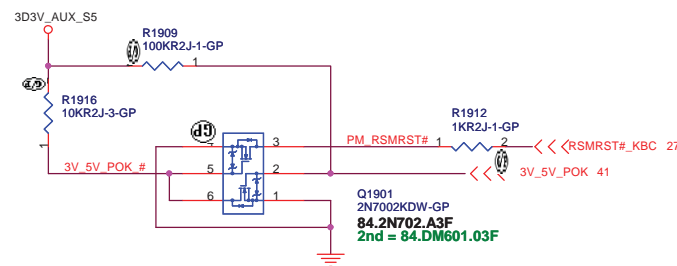 3D3V_AUX_S5
R1909
100KR2J-1-GP
1
R1916
10KR2J-3-GP
1
GP
3
PM_RSMRST#
R1912
1KR2J-1-GP
1
2
RSMRST#_KBC 27
3V_5V_POK_#
5
2
3V_5V_POK 41
6
1
Q1901
2N7002KDW-GP
84.2N702.A3F
2nd = 84.DM601.03F